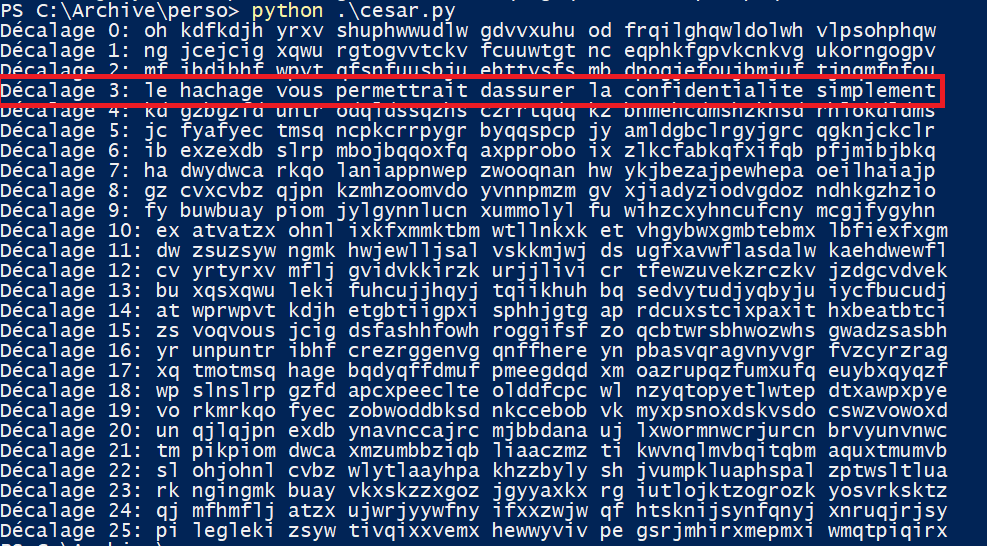 PS C:\Archive\perso> python .\cesar.py
Décalage 0: oh kdfkdjh yrxv shuphwwudlw gdvvxuhu od frqilghqwldolwh vlpsohphqw
Décalage 1: ng jcejcig xqwu rgtogvvtckv fcuuwtgt nc eqphkfgpvkcnkvg ukorngogpv
Décalage 2: mf ibdibhf wpvt qfsnfuusbju ebttvsfs mb dpogjefoujbmjuf tjnqmfnfou
Décalage 3: le hachage vous permettrait dassurer la confidentialite simplement
Décalage 4: kd gzbgzfd untr odqldssqzhs czrrtqdq kz bnmehcdmshzkhsd rhlokdldms
Décalage 5: jc fyafyec tmsq ncpkcrrpygr byqqspcp jy amldgbclrgyjgrc qgknjckclr
Décalage 6: ib exzexdb slrp mbojbqqoxfq axpprobo ix zlkcfabkqfxifqb pfjmibjbkq
Décalage 7: ha dwydwca rkqo laniappnwep zwooqnan hw ykjbezajpewhepa oeilhaiajp
Décalage 8: gz cvxcvbz qjpn kzmhzoomvdo yvnnpmzm gv xjiadyziodvgdoz ndhkgzhzio
Décalage 9: fy buwbuay piom jylgynnlucn xummolyl fu wihzcxyhncufcny mcgjfygyhn
Décalage 10: ex atvatzx ohnl ixkfxmmktbm wtllnkxk et vhgybwxgmbtebmx lbfiexfxgm
Décalage 11: dw zsuzsyw ngmk hwjewlljsal vskkmjwj ds ugfxavwflasdalw kaehdwewfl
Décalage 12: cv yrtyrxv mflj gvidvkkirzk urjjlivi cr tfewzuvekzrczkv jzdgcvdvek
Décalage 13: bu xqsxqwu leki fuhcujjhqyj tqiikhuh bq sedvytudjyqbyju iycfbucudj
Décalage 14: at wprwpvt kdjh etgbtiigpxi sphhjgtg ap rdcuxstcixpaxit hxbeatbtci
Décalage 15: zs voqvous jcig dsfashhfowh roggifsf zo qcbtwrsbhwozwhs gwadzsasbh
Décalage 16: yr unpuntr ibhf crezrggenvg qnffhere yn pbasvqragvnyvgr fvzcyrzrag
Décalage 17: xq tmotmsq hage bqdyqffdmuf pmeegdqd xm oazrupqzfumxufq euybxqyqzf
Décalage 18: wp slnslrp gzfd apcxpeeclte olddfcpc wl nzyqtopyetlwtep dtxawpxpye
Décalage 19: vo rkmrkqo fyec zobwoddbksd nkccebob vk myxpsnoxdskvsdo cswzvowoxd
Décalage 20: un qjlqjpn exdb ynavnccajrc mjbbdana uj lxwormnwcrjurcn brvyunvnwc
Décalage 21: tm pikpiom dwca xmzumbbziqb liaaczmz ti kwvnqlmvbqitqbm aquxtmumvb
Décalage 22: sl ohjohnl cvbz wlytlaayhpa khzzbyly sh jvumpkluaphspal zptwsltlua
Décalage 23: rk ngingmk buay vkxskzzxgoz jgyyaxkx rg iutlojktzogrozk yosvrksktz
Décalage 24: qj mfhmflj atzx ujwrjyywfny ifxxzwjw qf htsknijsynfqnyj xnruqjrjsy
Décalage 25: pi legleki zsyw tivqixxvemx hewwyviv pe gsrjmhirxmepmxi wmqtpiqirx